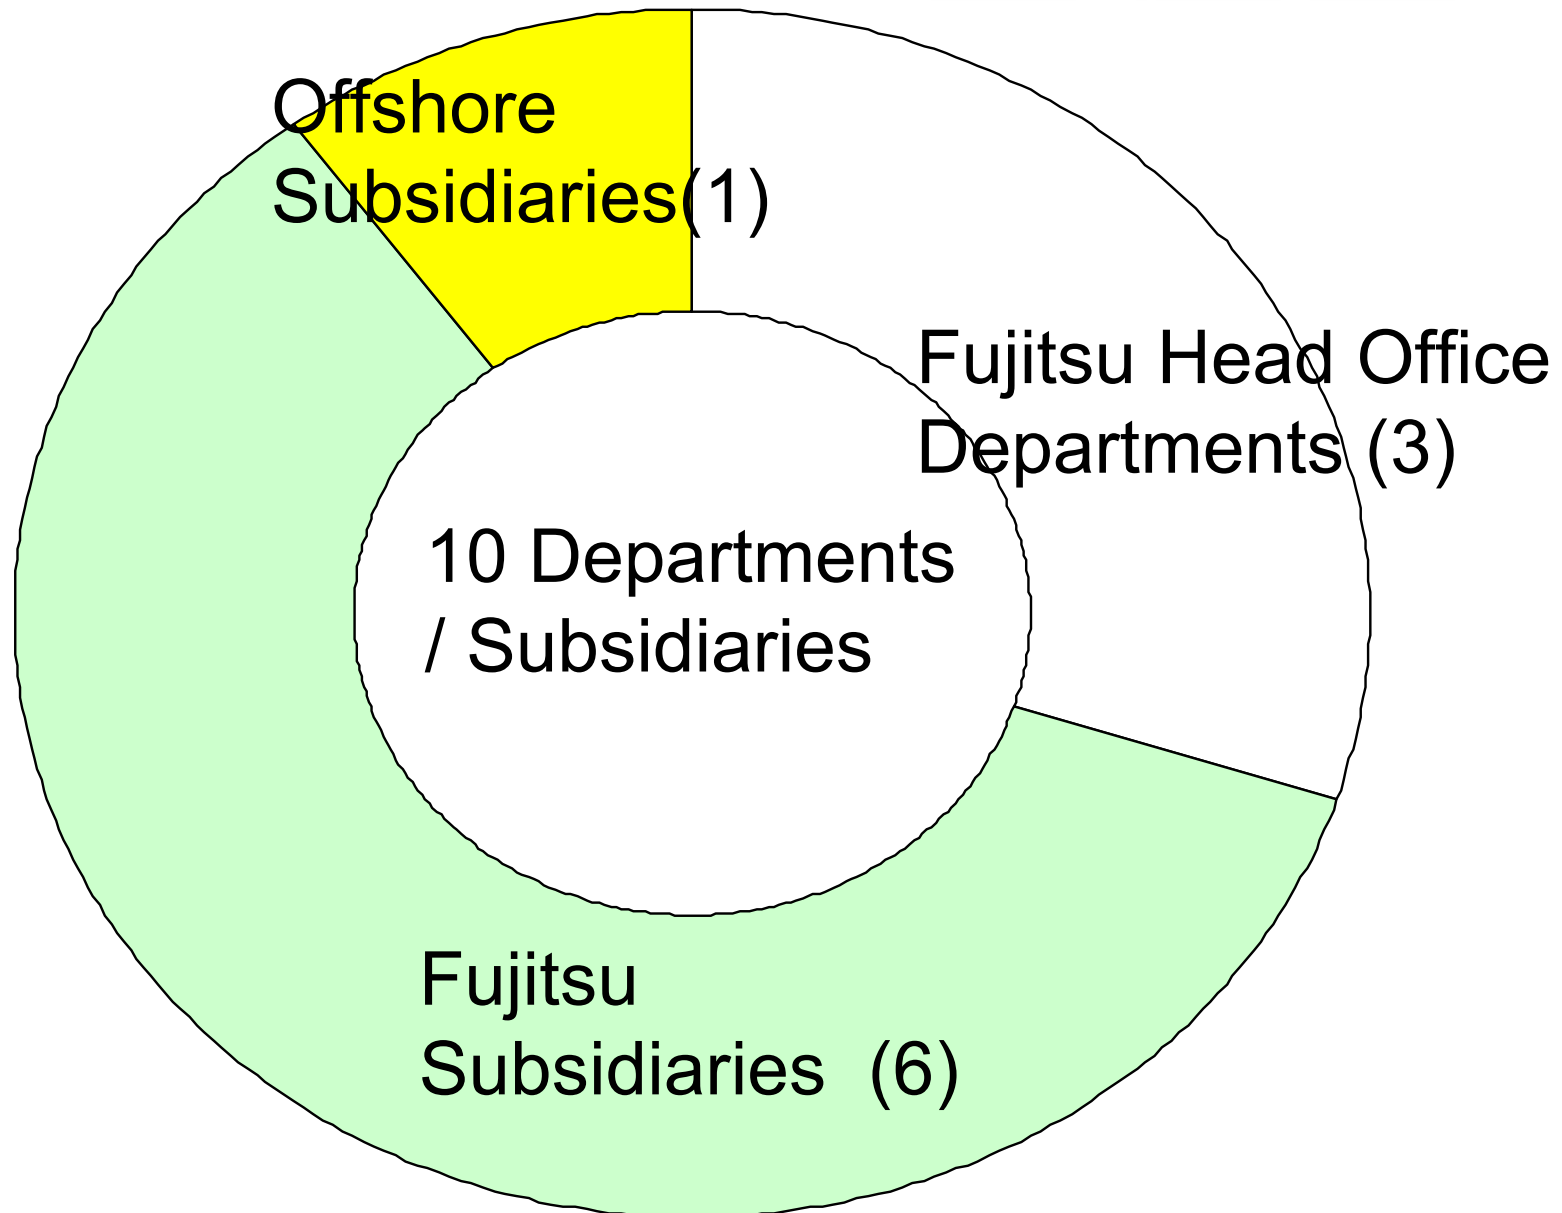 Offshore
Subsidiaries(1)
Fujitsu Head Office
Departments (3)
10 Departments
/ Subsidiaries
Fujitsu
Subsidiaries  (6)